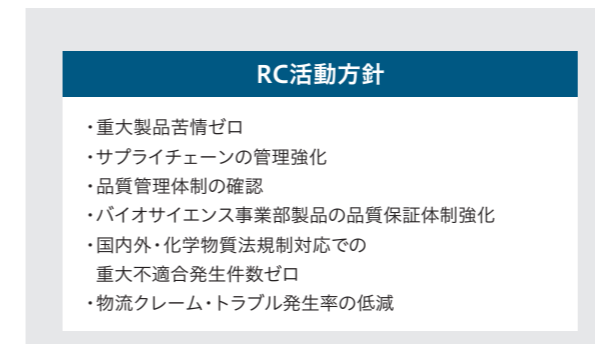 RC活動方針
・重大製品苦情ゼロ
・サプライチェーンの管理強化
・品質管理体制の確認
・バイオサイエンス事業部製品の品質保証体制強化
・国内外・化学物質法規制対応での
重大不適合発生件数ゼロ
・物流クレーム・トラブル発生率の低減